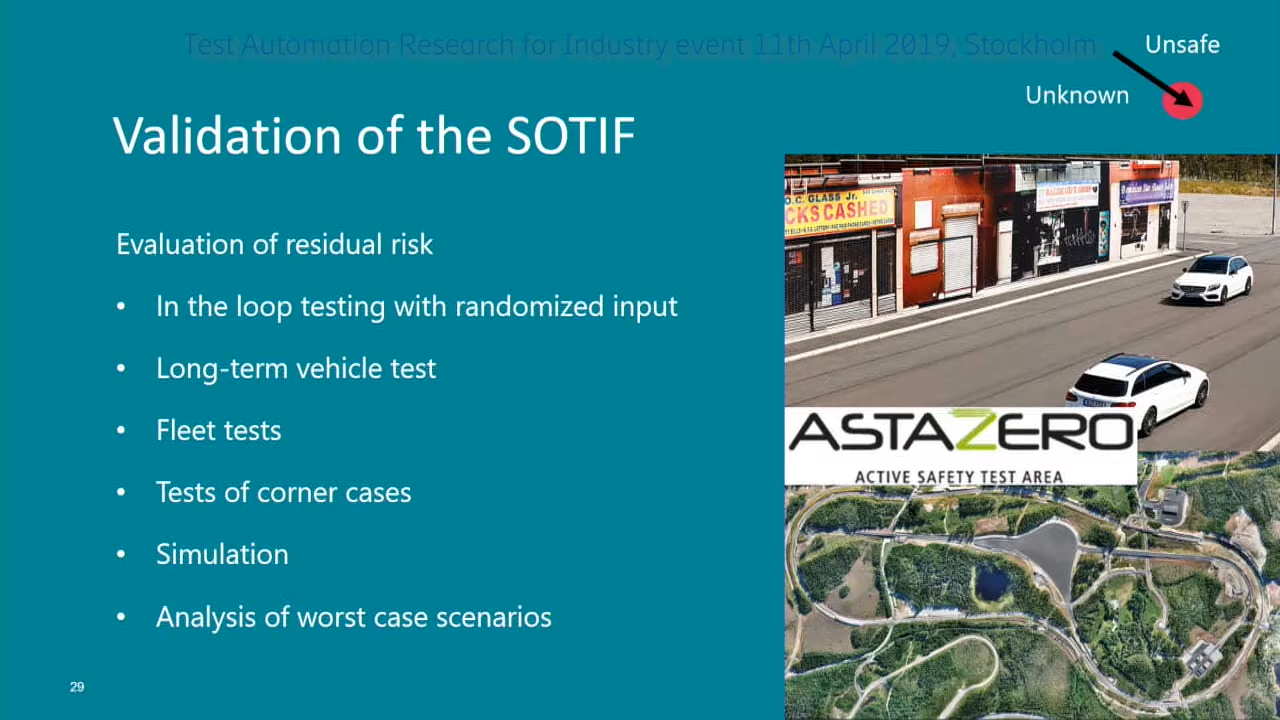 Test Automation Research for Industry event 11th April 2019, Stockholm
Unsafe
Unknown
Validation of the SOTIF
Evaluation of residual risk
• In the loop testing with randomized input
• Long-term vehicle test
• Fleet tests
• Tests of corner cases
• Simulation
• Analysis of worst case scenarios
O.C. GLASS Jr.
CKS CASHED
ASTAZERO
ACTIVE SAFETY TEST AREA
29